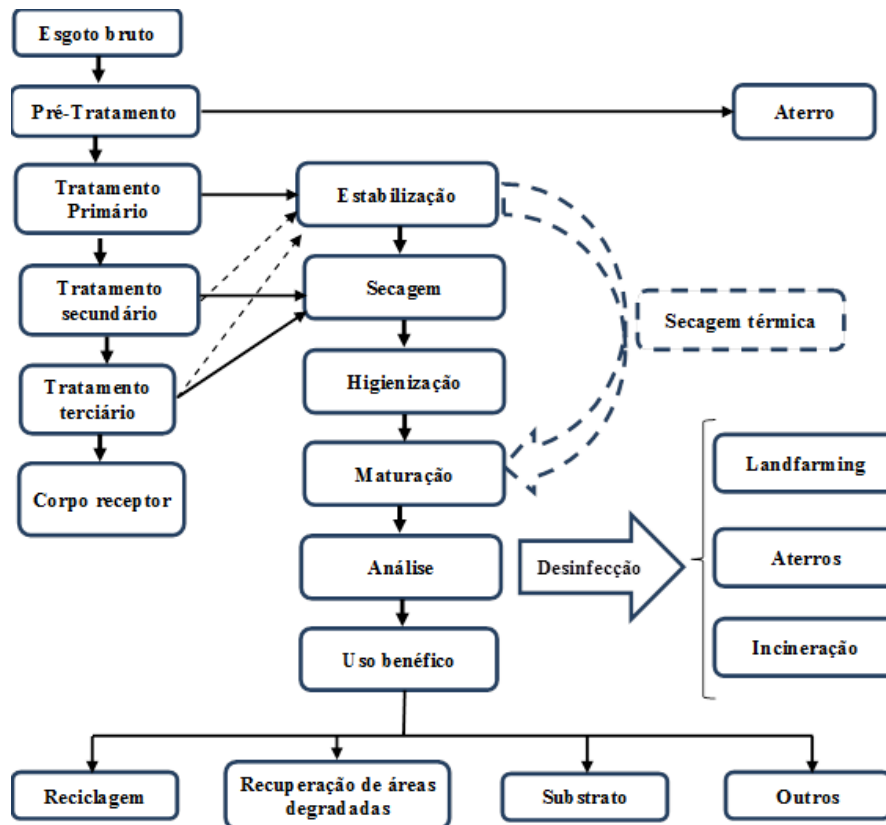 Esgoto bruto
Pré-Tratamento
Aterro
Tratamento
Primário
Estabilização
Tratamento
secundário
Secagem
Secagem térmica
Tratamento
terciário
Higienização
Corpo receptor
Maturação
Landfarming
Análise
Desinfecção
Aterros
Uso benéfico
Incineração
Reciclagem
Recuperação de áreas
degradadas
Substrato
Outros